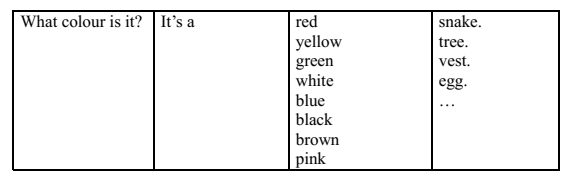 What colour is it? It's a red snake.
yellow tree.
green vest.
white egg.
blue …
black
brown
pink